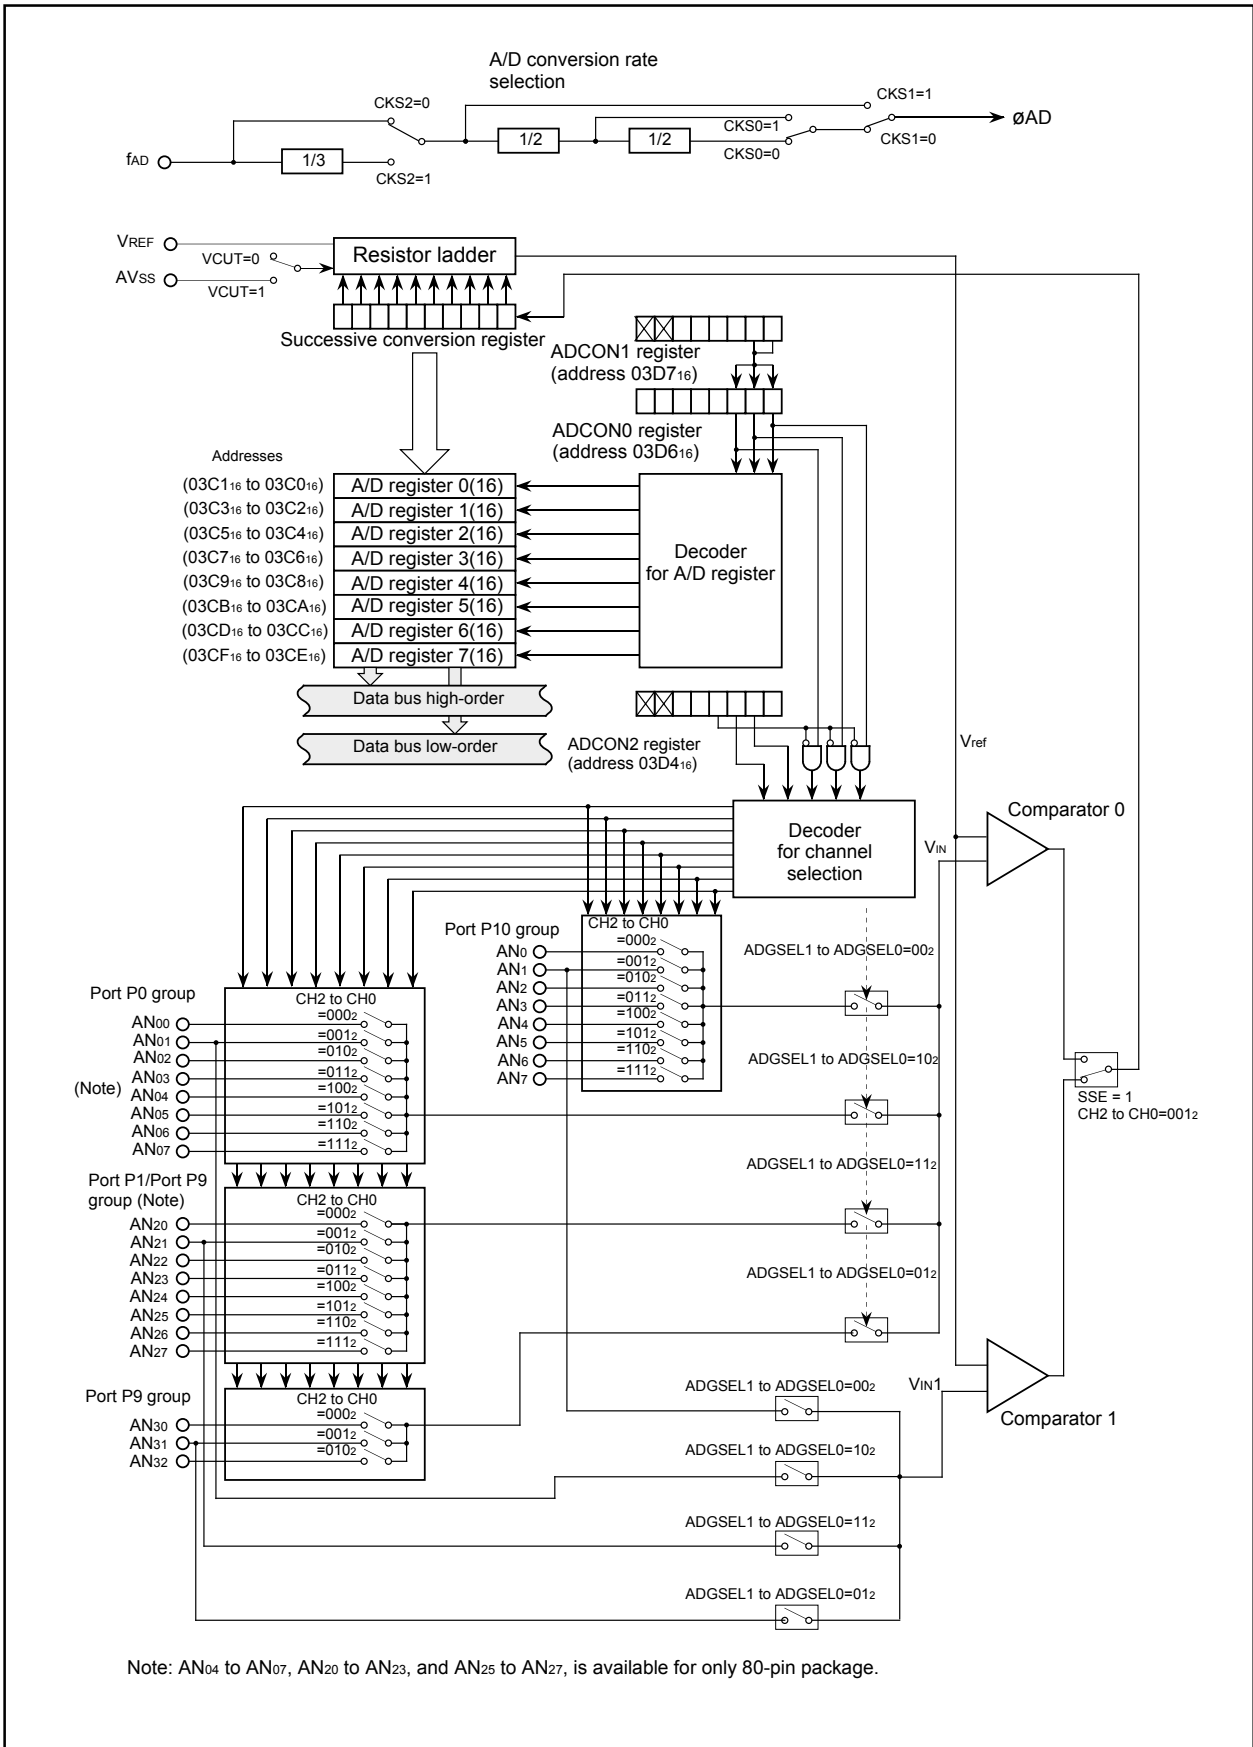 A/D conversion rate
selection
CKS2=0
CKS1=1
CKS0=1
øAD
1/2
1/2
CKS1=0
CKS0=0
fAD
1/3
CKS2=1
VREF
VCUT=0
Resistor ladder
AVSS
VCUT=1
Successive conversion register
ADCON1 register
(address 03D716)
ADCON0 register
(address 03D616)
Addresses
(03C116 to 03C016)
A/D register 0(16)
(03C316 to 03C216)
A/D register 1(16)
(03C516 to 03C416)
A/D register 2(16)
(03C716 to 03C616)
A/D register 3(16)
(03C916 to 03C816)
A/D register 4(16)
(03CB16 to 03CA16)
A/D register 5(16)
(03CD16 to 03CC16)
A/D register 6(16)
(03CF16 to 03CE16)
A/D register 7(16)
Decoder
for A/D register
Data bus high-order
Data bus low-order
ADCON2 register
(address 03D416)
Vref
Decoder
for channel
selection
Comparator 0
VIN
Port P10 group
CH2 to CH0
AN0
=0002
AN1
=0012
AN2
=0102
AN3
=0112
AN4
=1002
AN5
=1012
AN6
=1102
AN7
=1112
ADGSEL1 to ADGSEL0=002
ADGSEL1 to ADGSEL0=102
ADGSEL1 to ADGSEL0=112
ADGSEL1 to ADGSEL0=012
SSE = 1
CH2 to CH0=0012
Port P0 group
CH2 to CH0
AN00
=0002
AN01
=0012
AN02
=0102
AN03
=0112
(Note)
AN04
=1002
AN05
=1012
AN06
=1102
AN07
=1112
Port P1/Port P9
group (Note)
CH2 to CH0
AN20
=0002
AN21
=0012
AN22
=0102
AN23
=0112
AN24
=1002
AN25
=1012
AN26
=1102
AN27
=1112
Port P9 group
CH2 to CH0
AN30
=0002
AN31
=0012
AN32
=0102
ADGSEL1 to ADGSEL0=002
VIN1
Comparator 1
ADGSEL1 to ADGSEL0=102
ADGSEL1 to ADGSEL0=112
ADGSEL1 to ADGSEL0=012
Note: AN04 to AN07, AN20 to AN23, and AN25 to AN27, is available for only 80-pin package.